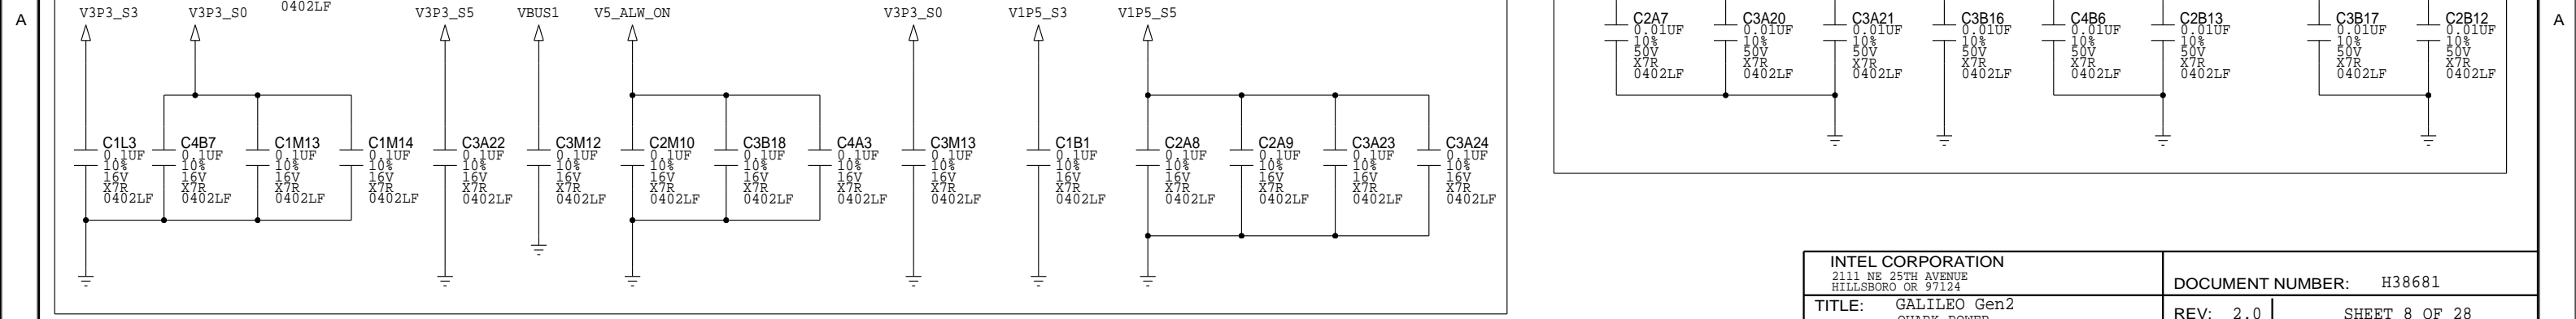 A
0402LF
V3P3_S3
V3P3_S0
V3P3_S5
VBUS1
V5_ALW_ON
V3P3_S0
V1P5_S3
V1P5_S5
C1L3
0.1UF
10%
16V
X7R
0402LF
C4B7
0.1UF
10%
16V
X7R
0402LF
C1M13
0.1UF
10%
16V
X7R
0402LF
C1M14
0.1UF
10%
16V
X7R
0402LF
C3A22
0.1UF
10%
16V
X7R
0402LF
C3M12
0.1UF
10%
16V
X7R
0402LF
C2M10
0.1UF
10%
16V
X7R
0402LF
C3B18
0.1UF
10%
16V
X7R
0402LF
C4A3
0.1UF
10%
16V
X7R
0402LF
C3M13
0.1UF
10%
16V
X7R
0402LF
C1B1
0.1UF
10%
16V
X7R
0402LF
C2A8
0.1UF
10%
16V
X7R
0402LF
C2A9
0.1UF
10%
16V
X7R
0402LF
C3A23
0.1UF
10%
16V
X7R
0402LF
C3A24
0.1UF
10%
16V
X7R
0402LF
C2A7
0.01UF
10%
50V
X7R
0402LF
C3A20
0.01UF
10%
50V
X7R
0402LF
C3A21
0.01UF
10%
50V
X7R
0402LF
C3B16
0.01UF
10%
50V
X7R
0402LF
C4B6
0.01UF
10%
50V
X7R
0402LF
C2B13
0.01UF
10%
50V
X7R
0402LF
C3B17
0.01UF
10%
50V
X7R
0402LF
C2B12
0.01UF
10%
50V
X7R
0402LF
A
INTEL CORPORATION
2111 NE 25TH AVENUE
HILLSBORO OR 97124
DOCUMENT NUMBER: H38681
TITLE: GALILEO Gen2
QUARK POWER
REV: 2.0
SHEET 8 OF 28